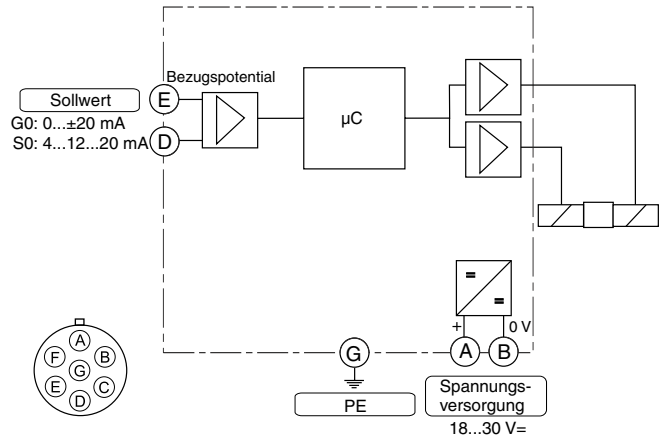 Bezugspotential
Sollwert
E
G0: 0...±20 mA
S0: 4...12...20 mA
D
µC
=
=
+
0 V
A
B
G
PE
Spannungs-
versorgung
18...30 V=
A
F
B
G
E
C
D